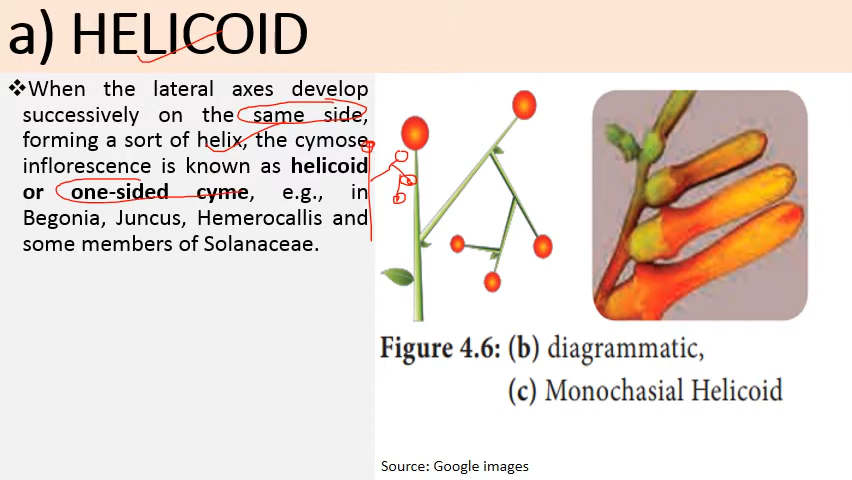 a) HELICOID
❖When the lateral axes develop
successively on the same side,
forming a sort of helix, the cymose
inflorescence is known as helicoid
or one-sided cyme, e.g., in
Begonia, Juncus, Hemerocallis and
some members of Solanaceae.
Figure 4.6: (b) diagrammatic,
(c) Monochasial Helicoid
Source: Google images